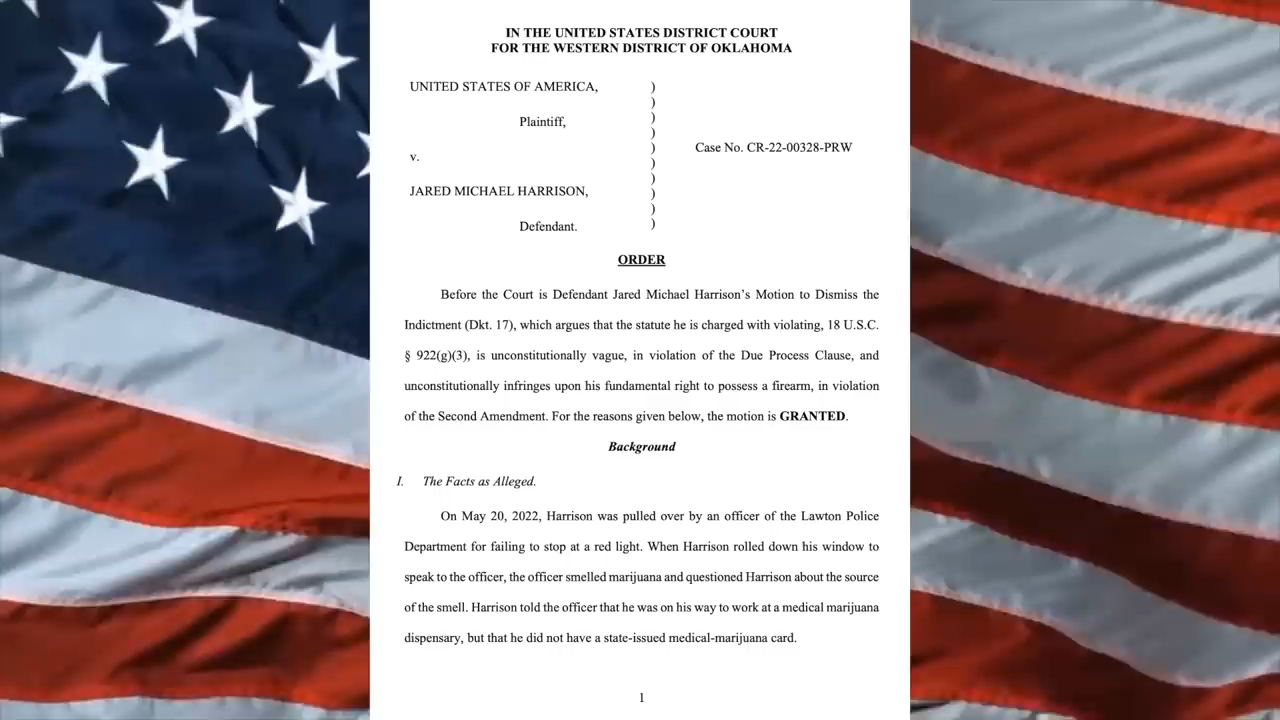 IN THE UNITED STATES DISTRICT COURT
FOR THE WESTERN DISTRICT OF OKLAHOMA
UNITED STATES OF AMERICA, )
)
Plaintiff, )
)
v. ) Case No. CR-22-00328-PRW
)
)
JARED MICHAEL HARRISON, )
)
Defendant. )
ORDER
Before the Court is Defendant Jared Michael Harrison’s Motion to Dismiss the
Indictment (Dkt. 17), which argues that the statute he is charged with violating, 18 U.S.C.
§ 922(g)(3), is unconstitutionally vague, in violation of the Due Process Clause, and
unconstitutionally infringes upon his fundamental right to possess a firearm, in violation
of the Second Amendment. For the reasons given below, the motion is GRANTED.
Background
I. The Facts as Alleged.
On May 20, 2022, Harrison was pulled over by an officer of the Lawton Police
Department for failing to stop at a red light. When Harrison rolled down his window to
speak to the officer, the officer smelled marijuana and questioned Harrison about the source
of the smell. Harrison told the officer that he was on his way to work at a medical marijuana
dispensary, but that he did not have a state-issued medical-marijuana card.
1